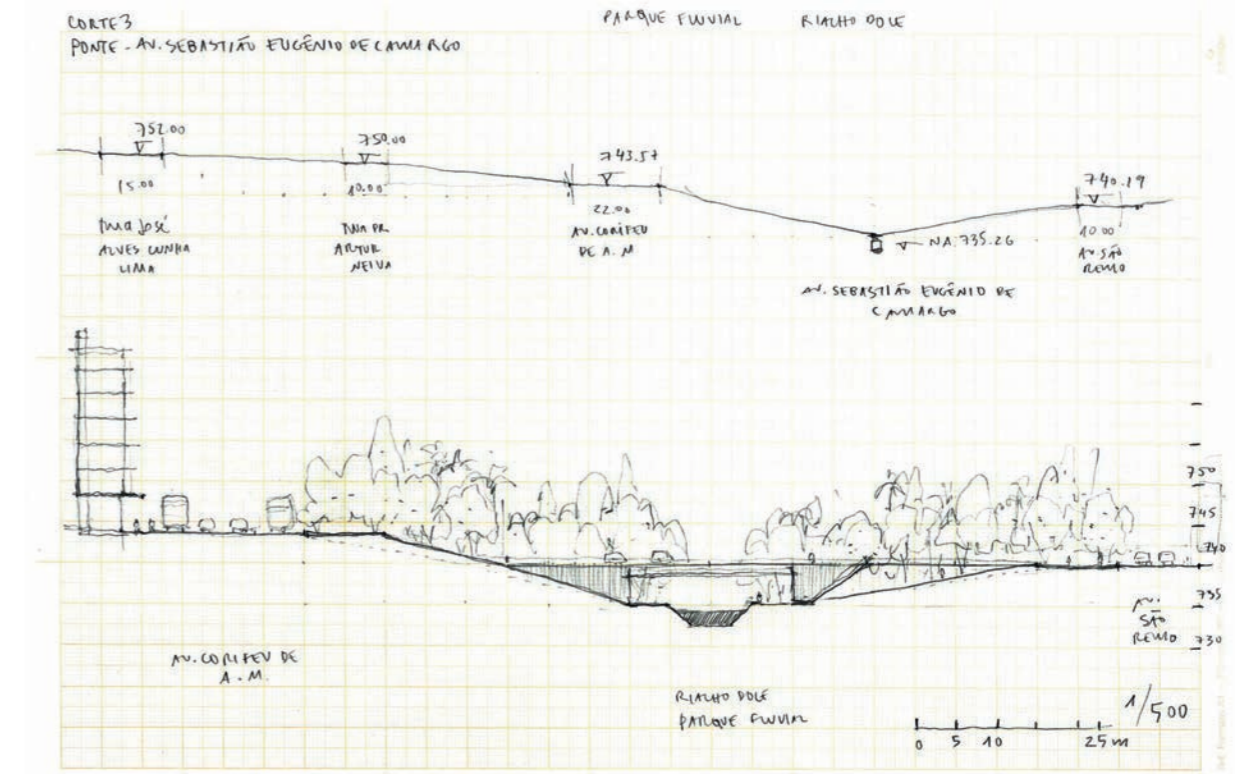 CORTE 3
PONTE - AV. SEBASTIÃO EUGÊNIO DE CAMARGO
PARQUE FLUVIAL RIACHO DOCE
752.00
15.00
RUA JOSÉ
ALVES CUNHA
LIMA
750.00
10.00
RUA DR.
ARTUR
NEIVA
743.57
22.00
AV. CORIFEU
DE A. M
NA. 735.26
AV. SEBASTIÃO EUGÊNIO DE
CAMARGO
740.19
10.00
AV. SÃO
REMO
750
745
740
735
730
AV.
SÃO
REMO
AV. CORIFEU DE
A. M.
RIACHO DOCE
PARQUE FLUVIAL
0 5 10 25 m
1/500